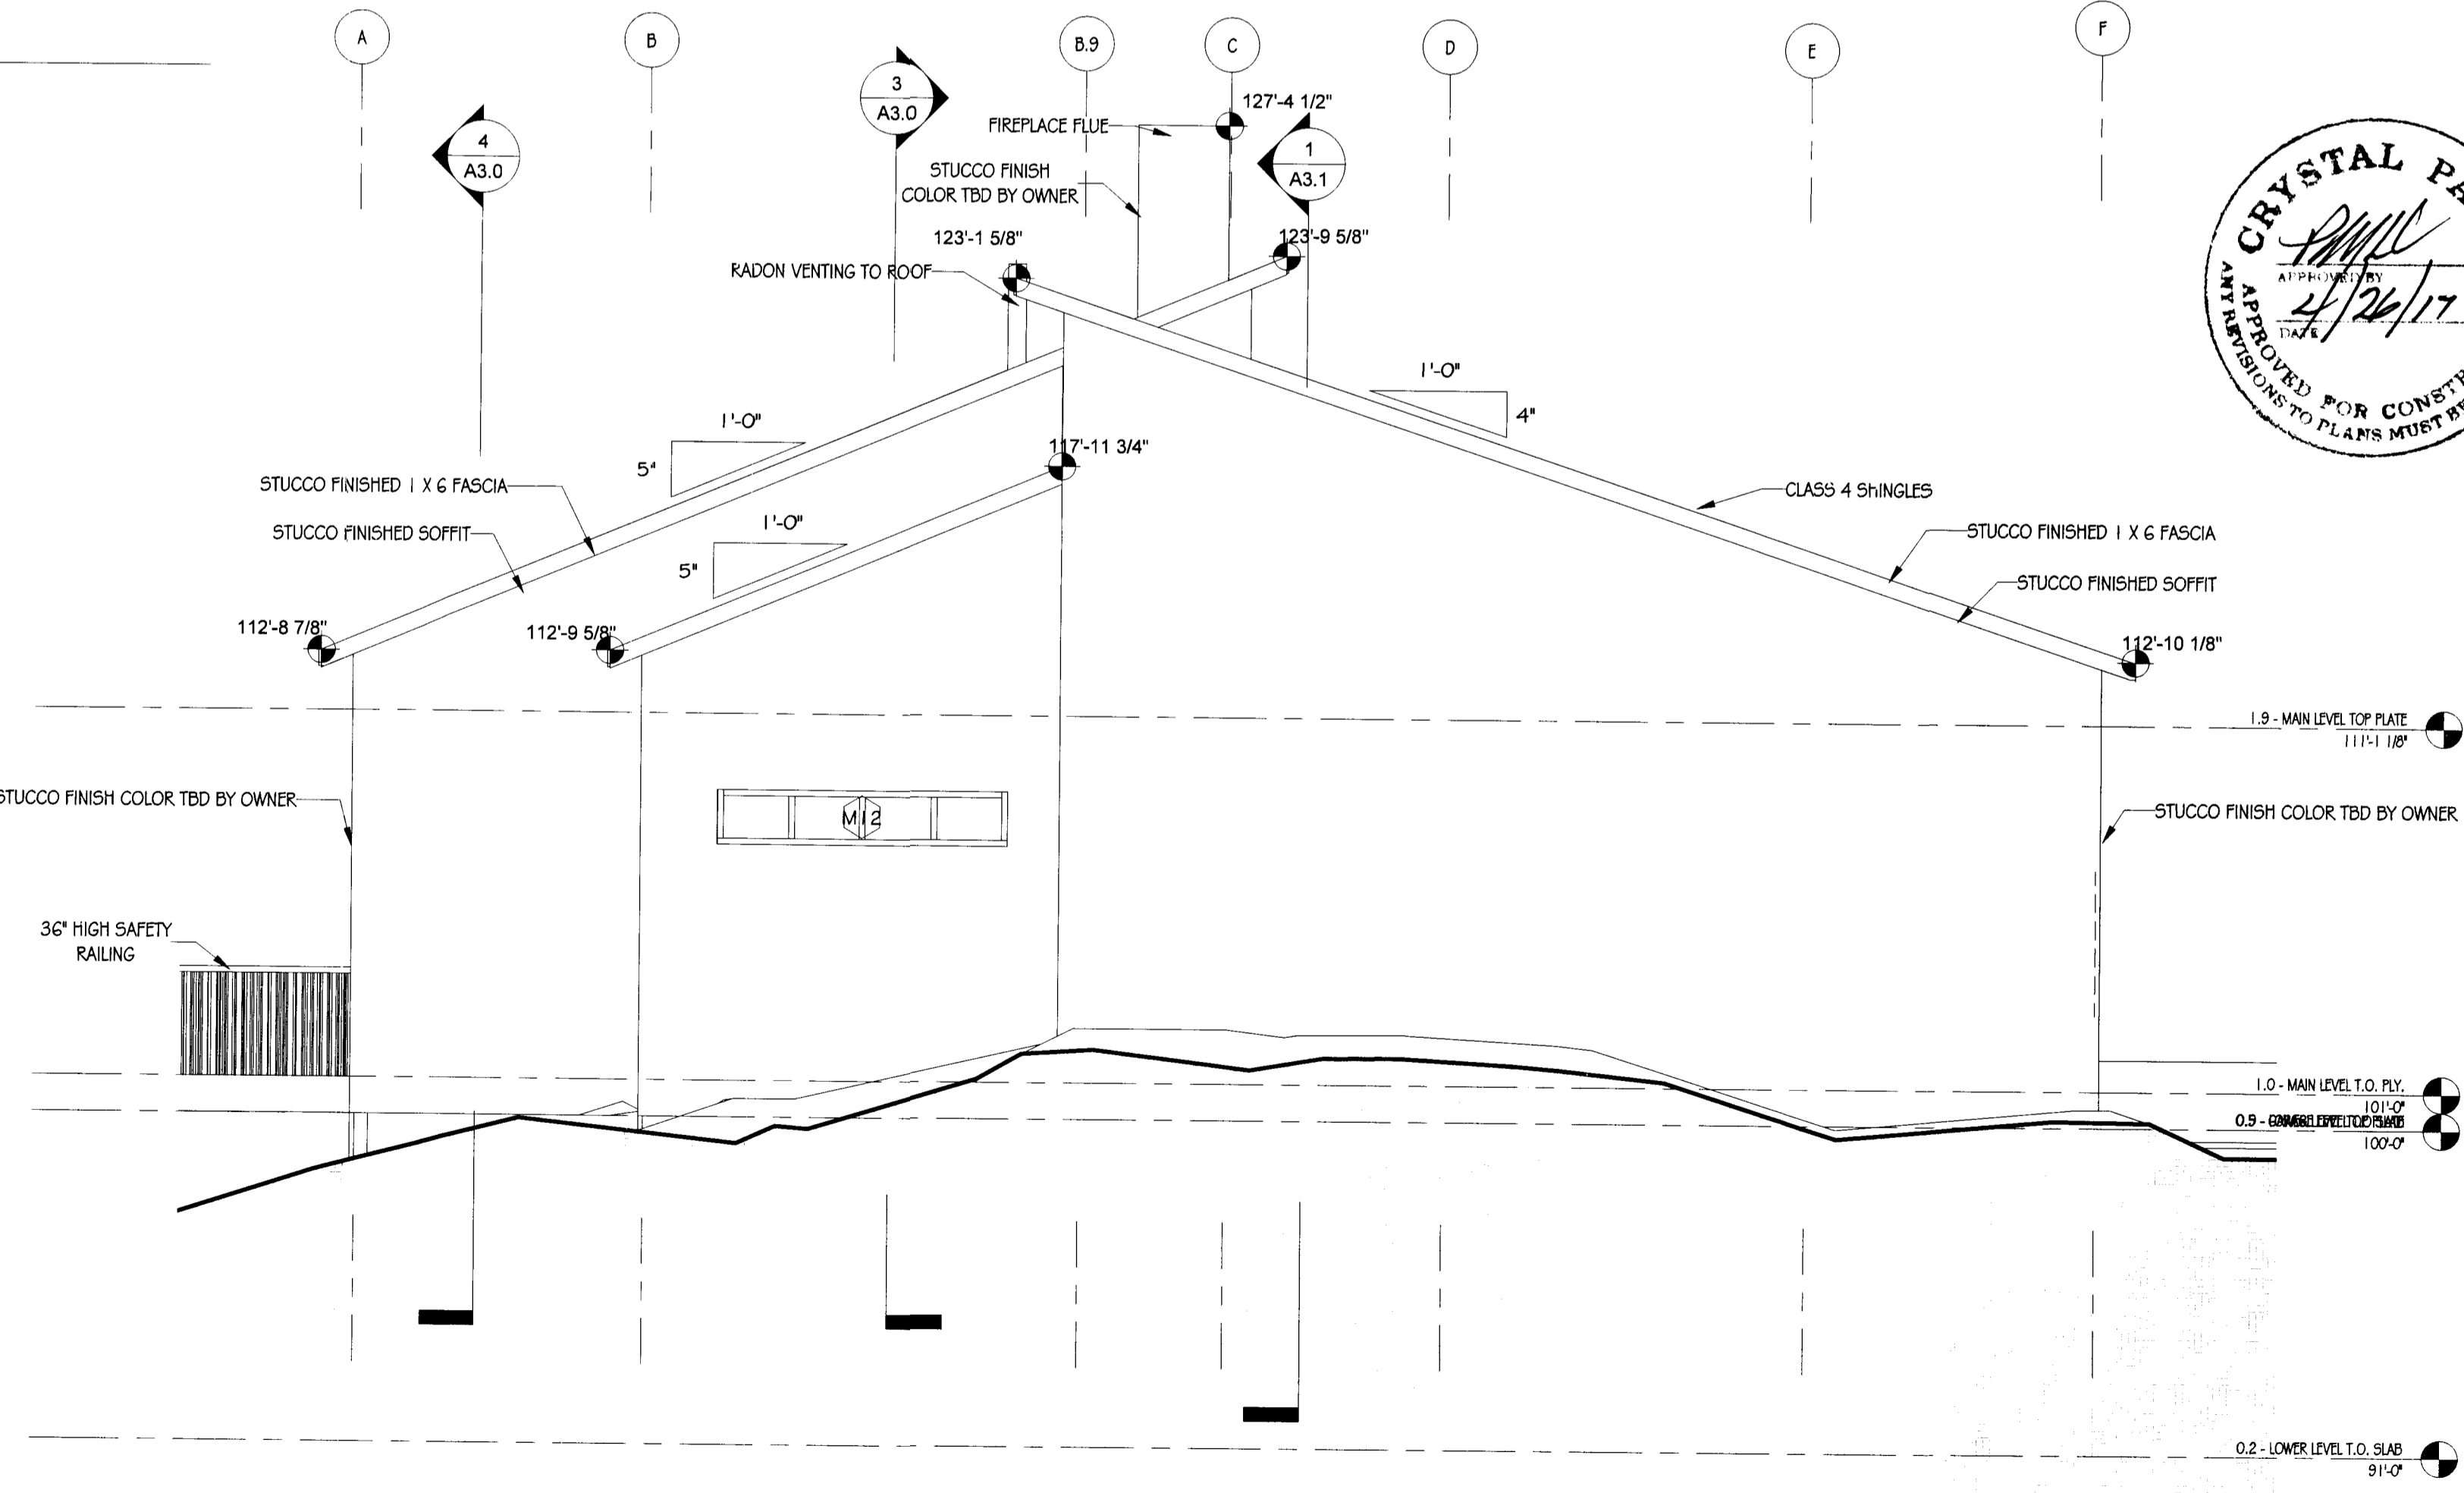 A
B
B.9
C
D
E
F
3
A3.0
4
A3.0
1
A3.1
127'-4 1/2"
FIREPLACE FLUE
STUCCO FINISH
COLOR TBD BY OWNER
123'-1 5/8"
123'-9 5/8"
RADON VENTING TO ROOF
CRYSTAL
APPROVED BY
4/26/17
DATE
APPROVED FOR
ANY REVISIONS TO PLANS MUST BE
1'-0"
4"
1'-0"
5"
117'-11 3/4"
STUCCO FINISHED 1 X 6 FASCIA
STUCCO FINISHED SOFFIT
1'-0"
5"
CLASS 4 SHINGLES
STUCCO FINISHED 1 X 6 FASCIA
STUCCO FINISHED SOFFIT
112'-8 7/8"
112'-9 5/8"
112'-10 1/8"
1.9 - MAIN LEVEL TOP PLATE
111'-1 1/8"
STUCCO FINISH COLOR TBD BY OWNER
M12
STUCCO FINISH COLOR TBD BY OWNER
36" HIGH SAFETY
RAILING
1.0 - MAIN LEVEL T.O. PLY.
101'-0"
100'-0"
0.2 - LOWER LEVEL T.O. SLAB
91'-0"